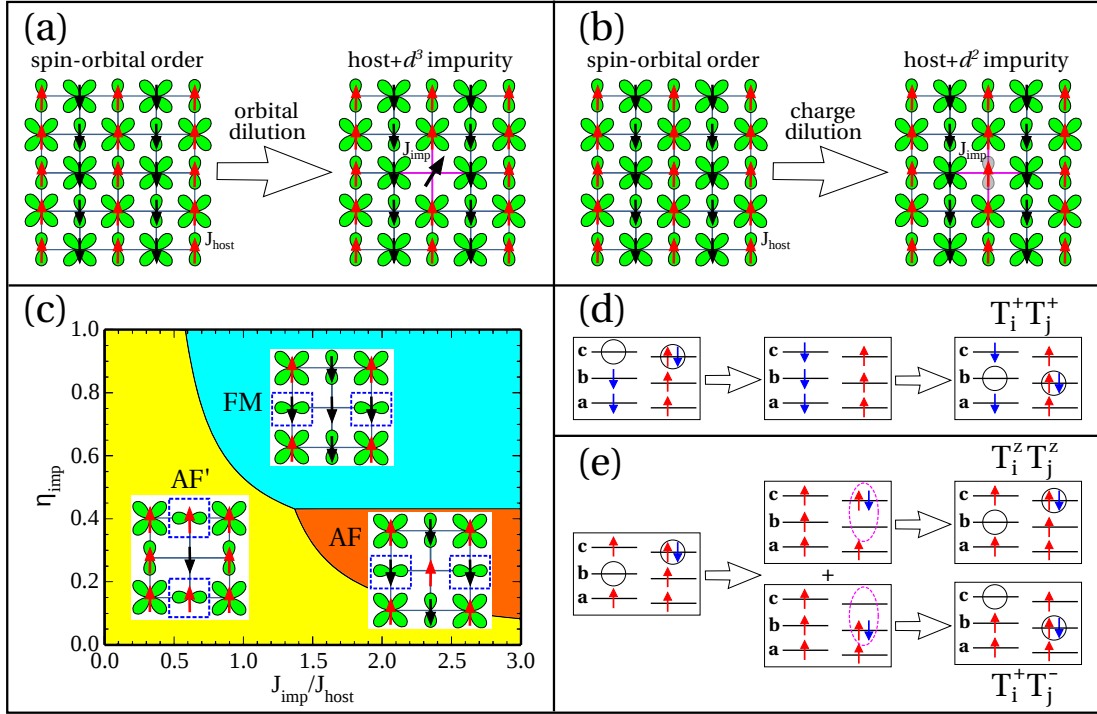 (a)
spin-orbital order
host+d³ impurity
orbital
dilution
J_imp
J_host
(b)
spin-orbital order
host+d² impurity
charge
dilution
J_imp
J_host
(c)
η_imp
1.0
0.8
0.6
0.4
0.2
0.0
FM
AF'
AF
0.0 0.5 1.0 1.5 2.0 2.5 3.0
J_imp/J_host
(d)
T_i^+ T_j^+
c
b
a
c
b
a
c
b
a
(e)
T_i^z T_j^z
c
b
a
c
b
a
c
b
a
+
c
b
a
c
b
a
T_i^+ T_j^-